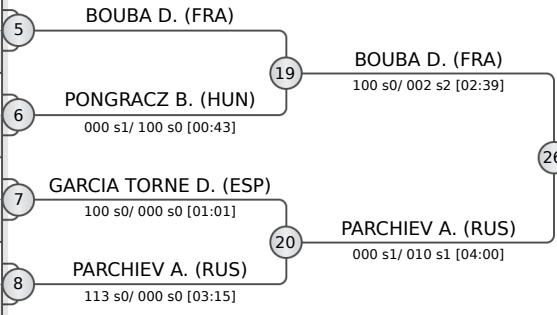 BOUBA D. (FRA)
5
19
BOUBA D. (FRA)
100 s0/ 002 s2 [02:39]
PONGRACZ B. (HUN)
6
000 s1/ 100 s0 [00:43]
26
GARCIA TORNE D. (ESP)
7
100 s0/ 000 s0 [01:01]
20
PARCHIEV A. (RUS)
000 s1/ 010 s1 [04:00]
PARCHIEV A. (RUS)
8
113 s0/ 000 s0 [03:15]